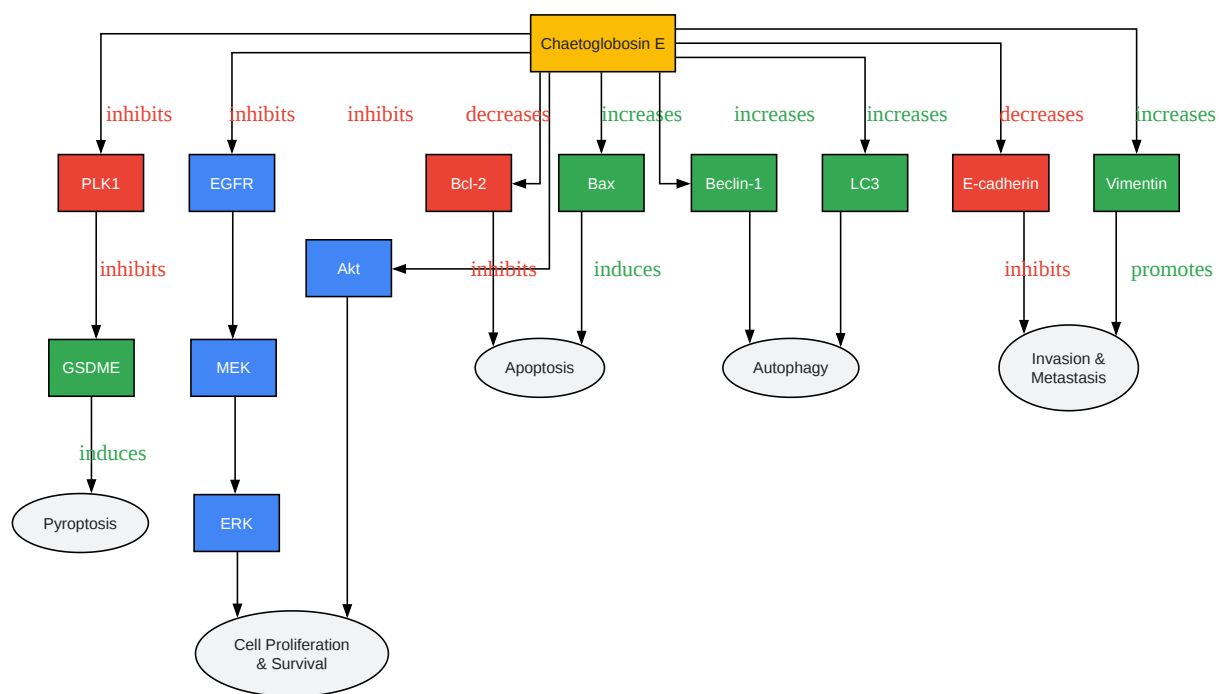 Chaetoglobosin E
inhibits
inhibits
inhibits
decreases
increases
increases
increases
decreases
increases
PLK1
EGFR
Bcl-2
Bax
Beclin-1
LC3
E-cadherin
Vimentin
inhibits
Akt
inhibits
induces
inhibits
promotes
GSDME
MEK
Apoptosis
Autophagy
Invasion &
Metastasis
induces
Pyroptosis
ERK
Cell Proliferation
& Survival